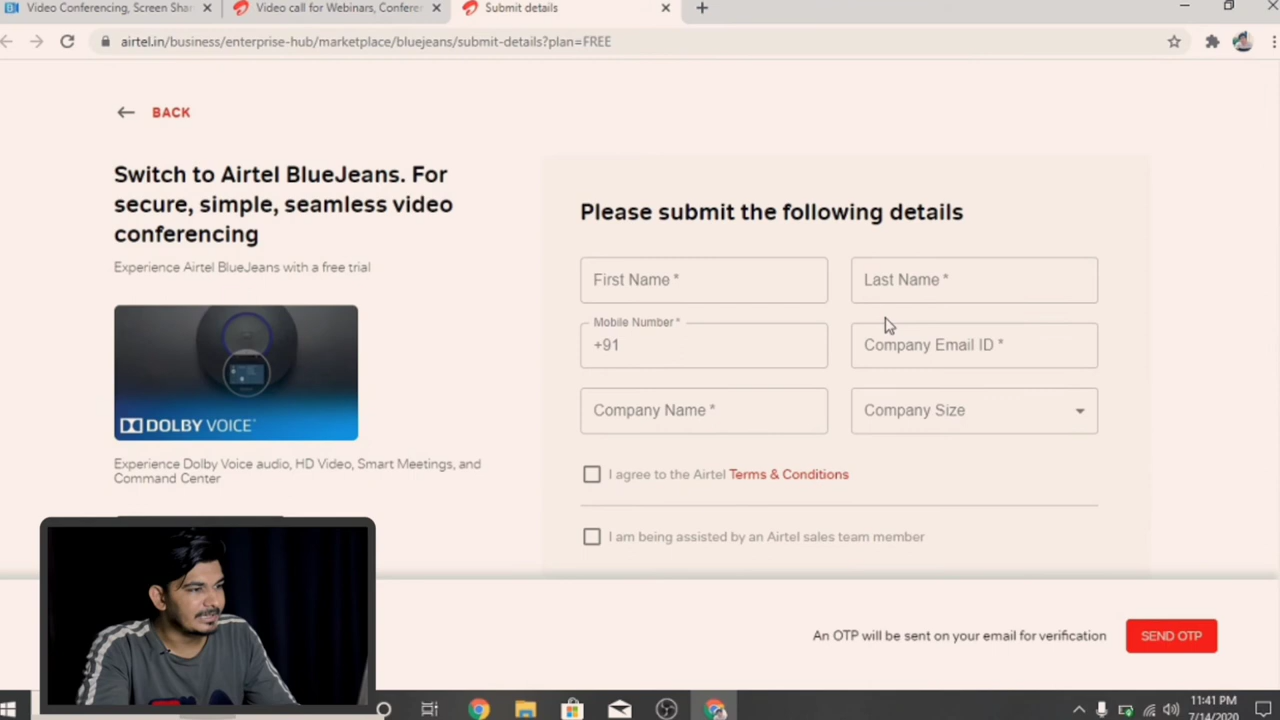 Video Conferencing, Screen Shar
Video call for Webinars, Conferen
Submit details
airtel.in/business/enterprise-hub/marketplace/bluejeans/submit-details?plan=FREE
BACK
Switch to Airtel BlueJeans. For
secure, simple, seamless video
conferencing
Experience Airtel BlueJeans with a free trial
DOLBY VOICE
Experience Dolby Voice audio, HD Video, Smart Meetings, and
Command Center
Please submit the following details
First Name *
Last Name *
Mobile Number *
+91
Company Email ID *
Company Name *
Company Size
I agree to the Airtel Terms & Conditions
I am being assisted by an Airtel sales team member
An OTP will be sent on your email for verification
SEND OTP
11:41 PM
7/14/2020